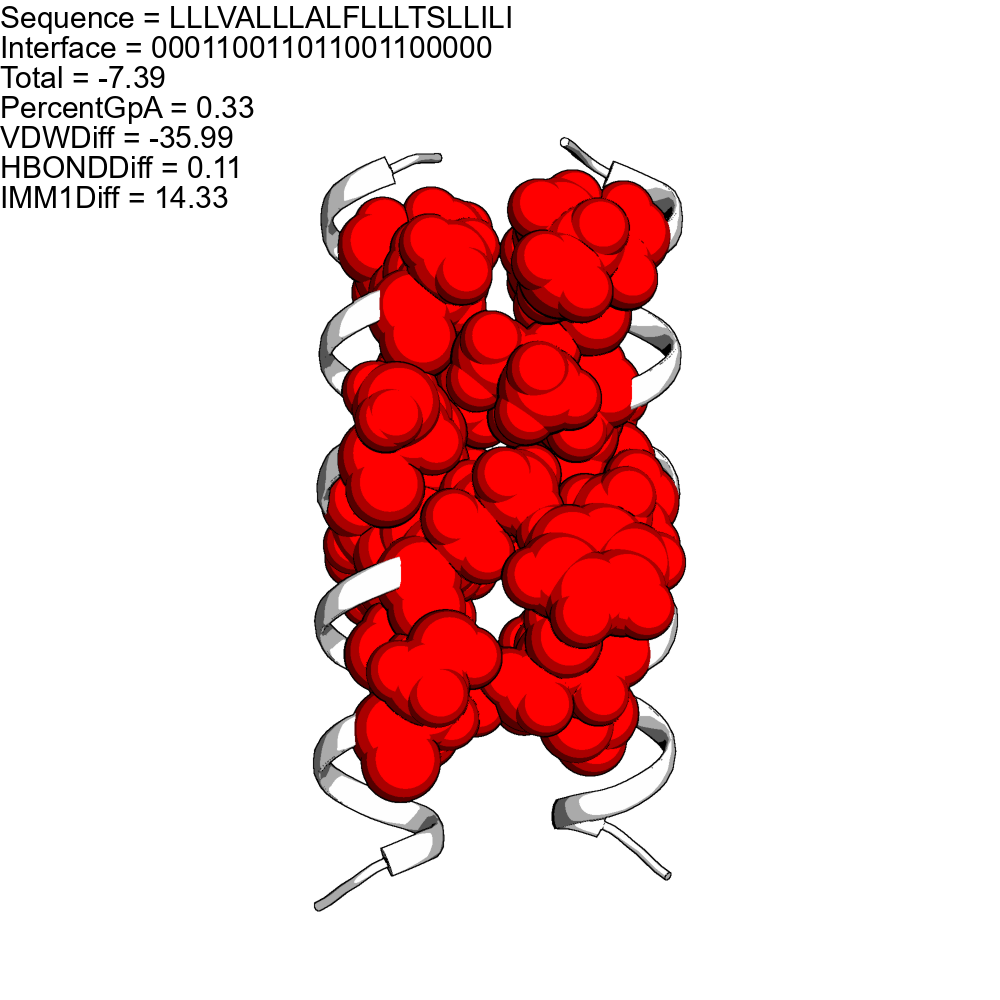 Sequence = LLLVALLLALFLLLTSLLILI
Interface = 000110011011001100000
Total = -7.39
PercentGpA = 0.33
VDWDiff = -35.99
HBONDDiff = 0.11
IMM1Diff = 14.33